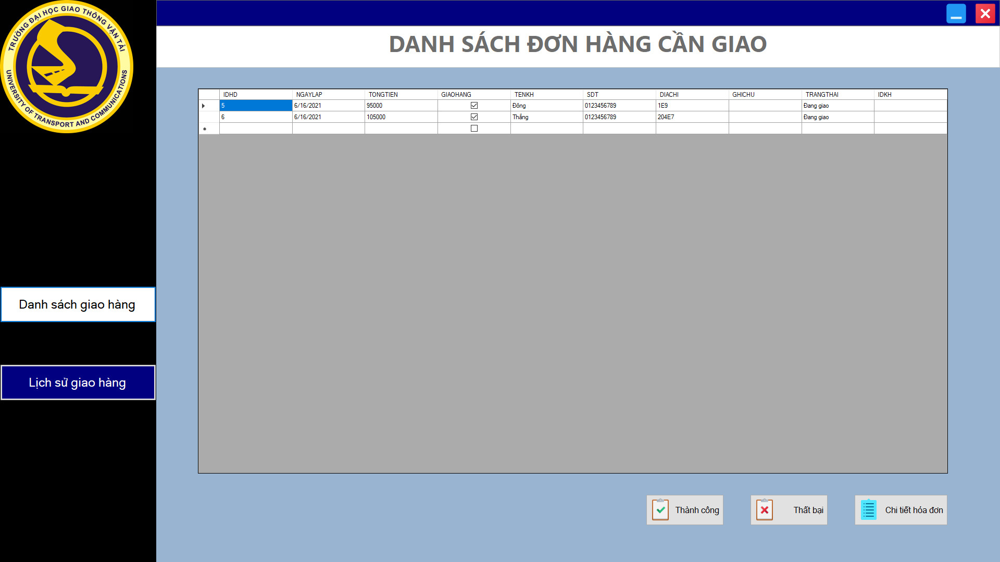 TRƯỜNG ĐẠI HỌC GIAO THÔNG VẬN TẢI
UNIVERSITY OF TRANSPORT AND COMMUNICATIONS
DANH SÁCH ĐƠN HÀNG CẦN GIAO
IDHD NGAYLAP TONGTIEN GIAOHANG TENKH SDT DIACHI GHICHU TRANGTHAI IDKH
5 6/16/2021 95000 Đông 0123456789 1E9 Đang giao
6 6/16/2021 105000 Thắng 0123456789 204E7 Đang giao
Danh sách giao hàng
Lịch sử giao hàng
Thành công Thất bại Chi tiết hóa đơn